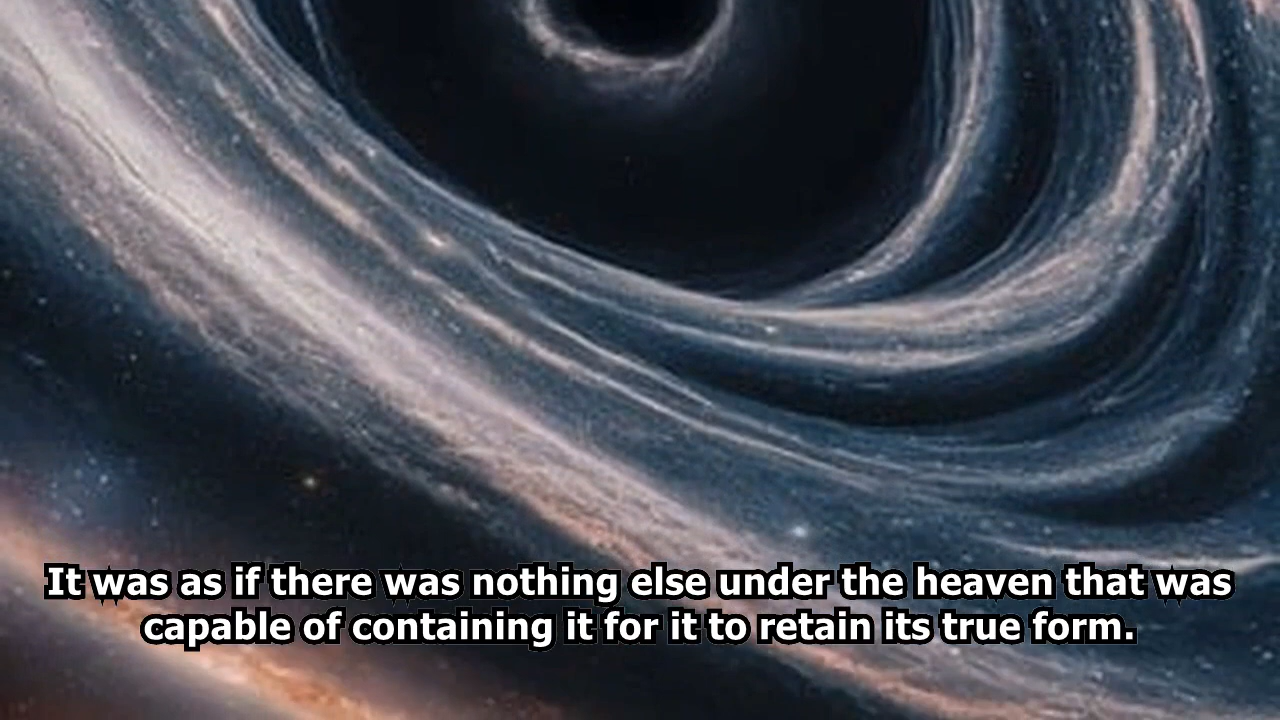 It was as if there was nothing else under the heaven that was
capable of containing it for it to retain its true form.